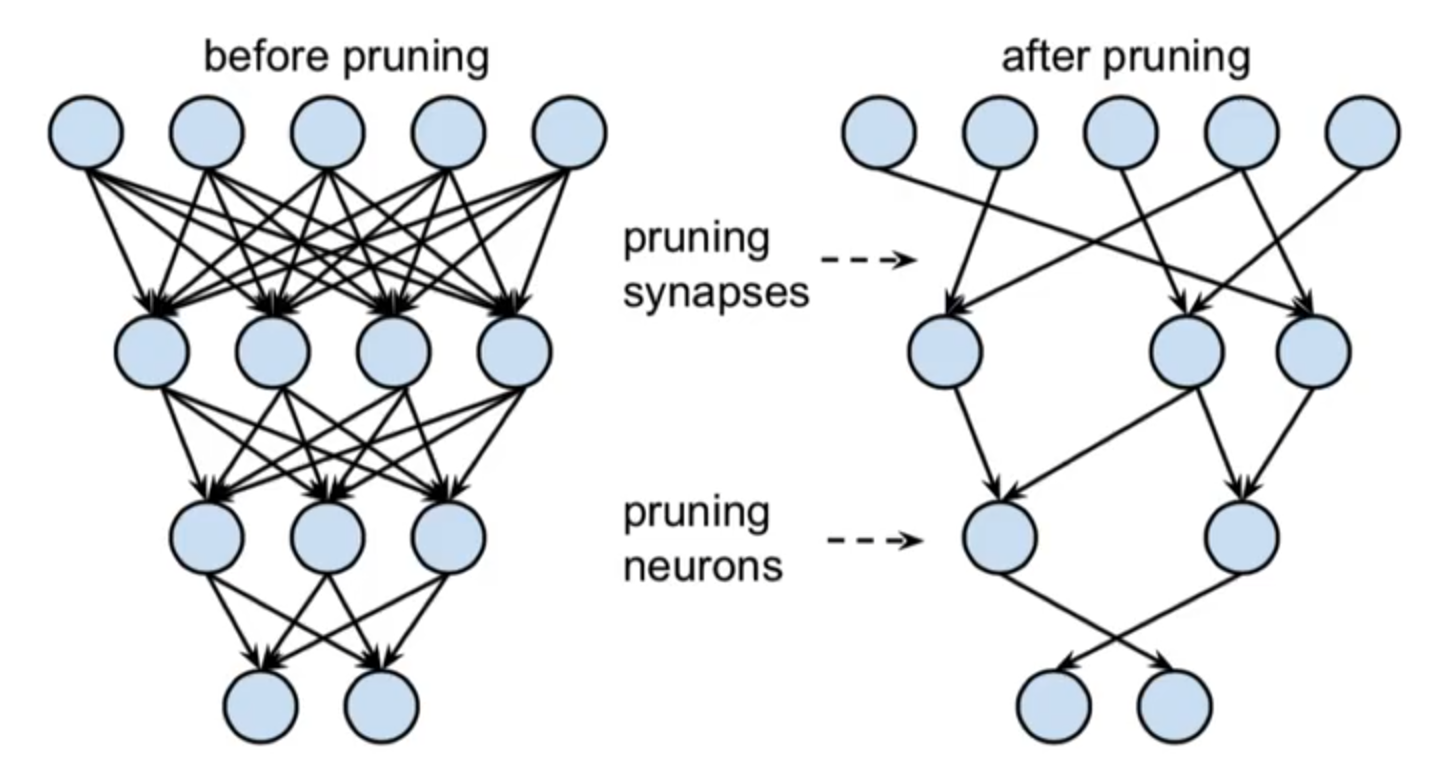 before pruning
after pruning
pruning
synapses
pruning
neurons